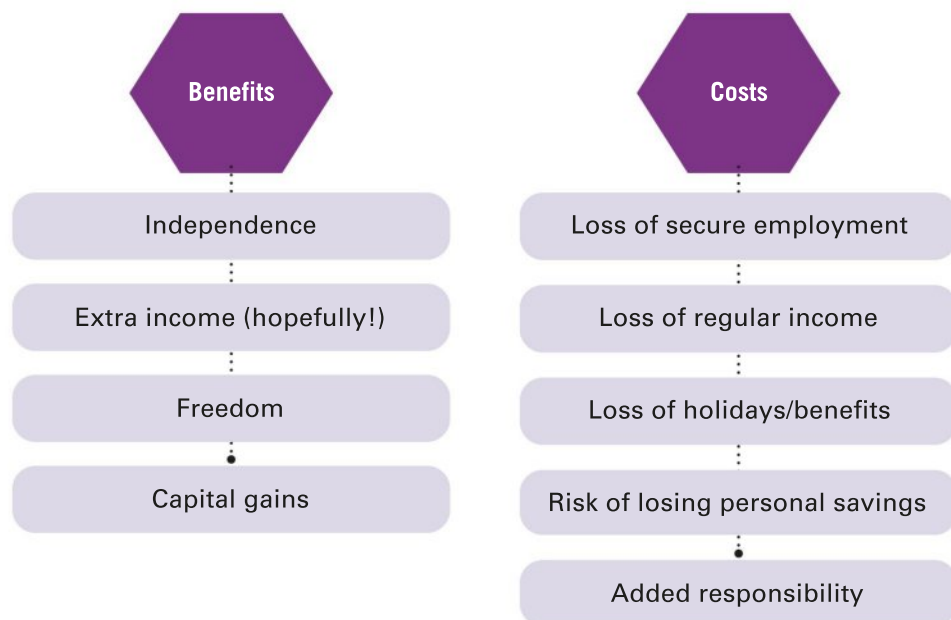 Benefits
Independence
Extra income (hopefully!)
Freedom
Capital gains
Costs
Loss of secure employment
Loss of regular income
Loss of holidays/benefits
Risk of losing personal savings
Added responsibility